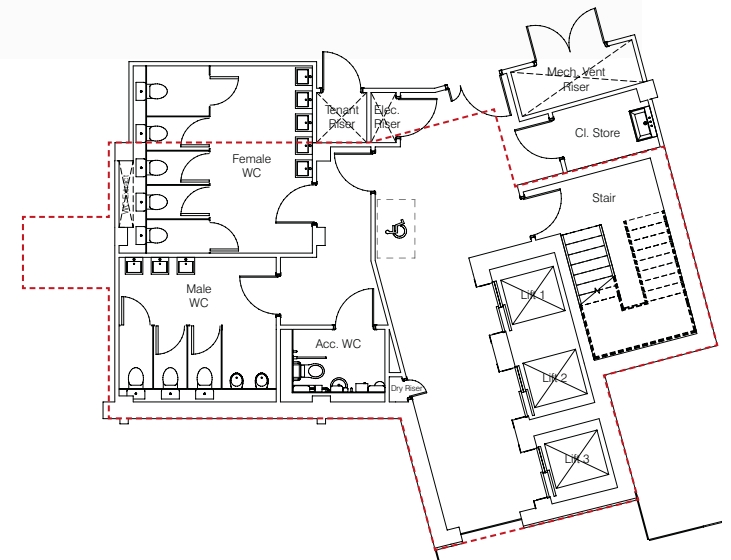 Mech. Vent
Riser
Tenant
Riser
Elec.
Riser
Cl. Store
Female
WC
Stair
Male
WC
Lift 1
Acc. WC
Lift 2
Dry Riser
Lift 3